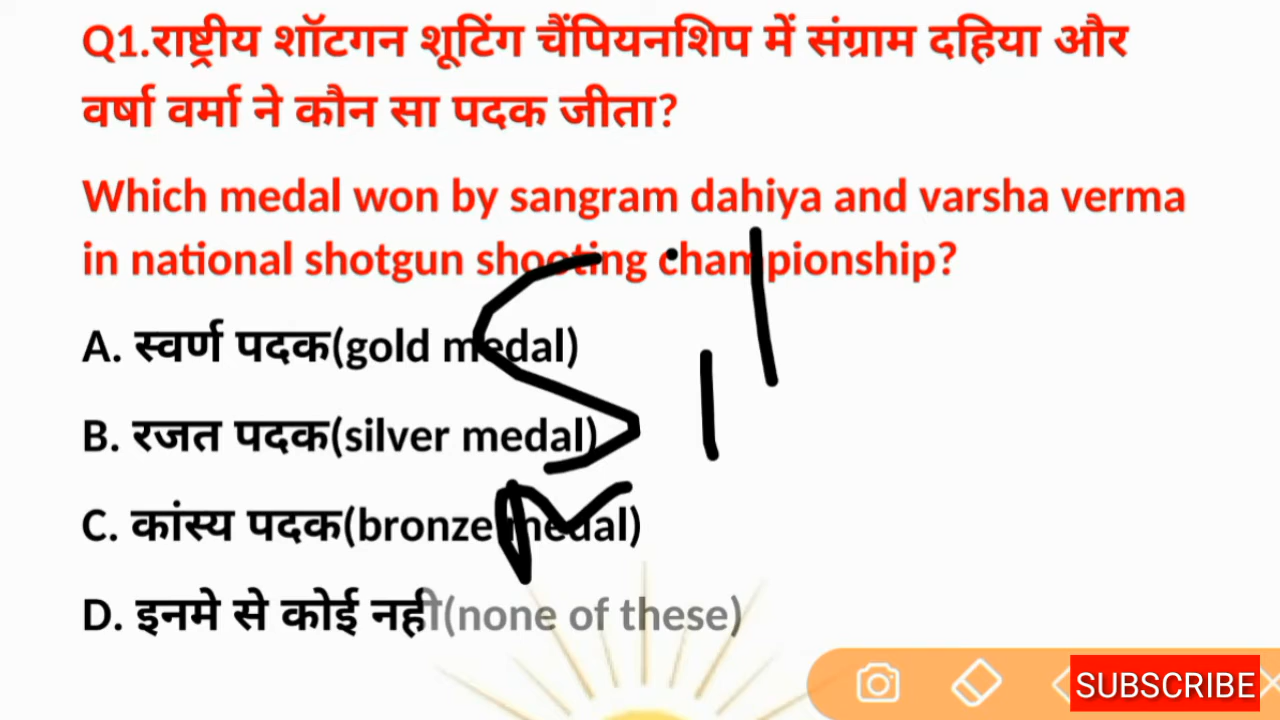 Q1.राष्ट्रीय शॉटगन शूटिंग चैंपियनशिप में संग्राम दहिया और
वर्षा वर्मा ने कौन सा पदक जीता?
Which medal won by sangram dahiya and varsha verma
in national shotgun shooting championship?
A. स्वर्ण पदक(gold medal)
B. रजत पदक(silver medal)
C. कांस्य पदक(bronze medal)
D. इनमे से कोई नही(none of these)
SUBSCRIBE